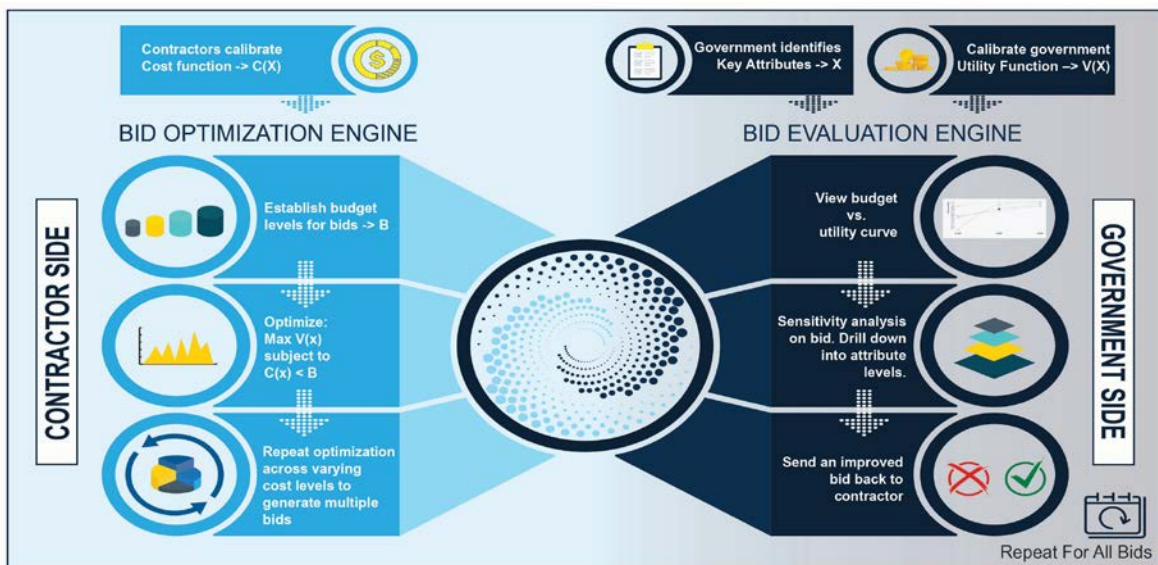 Contractors calibrate
Cost function -> C(X)
Government identifies
Key Attributes -> X
Calibrate government
Utility Function –> V(X)
BID OPTIMIZATION ENGINE
BID EVALUATION ENGINE
CONTRACTOR SIDE
Establish budget
levels for bids -> B
Optimize:
Max V(x)
subject to
C(x) < B
Repeat optimization
across varying
cost levels to
generate multiple
bids
View budget
vs.
utility curve
Sensitivity analysis
on bid. Drill down
into attribute
levels.
Send an improved
bid back to
contractor
GOVERNMENT SIDE
Repeat For All Bids